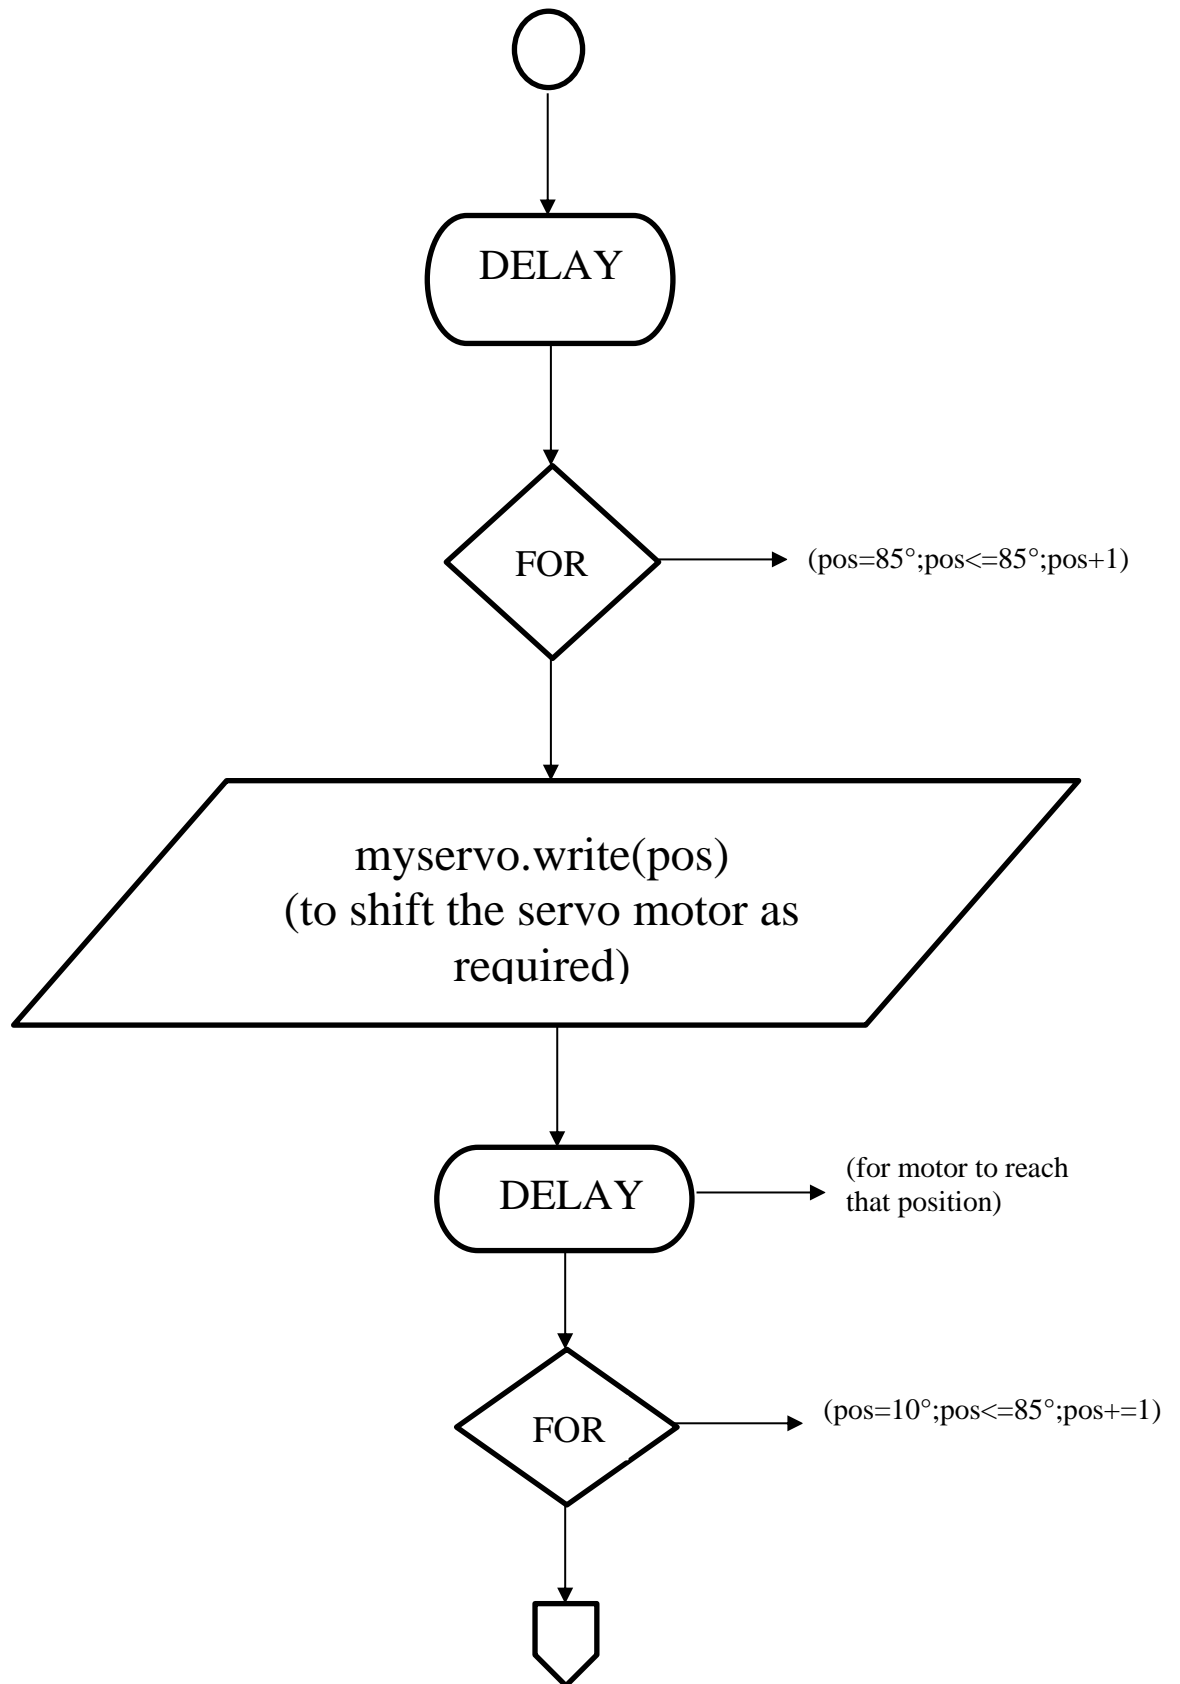 DELAY
FOR
(pos=85°;pos<=85°;pos+1)
myservo.write(pos)
(to shift the servo motor as
required)
DELAY
(for motor to reach
that position)
FOR
(pos=10°;pos<=85°;pos+=1)